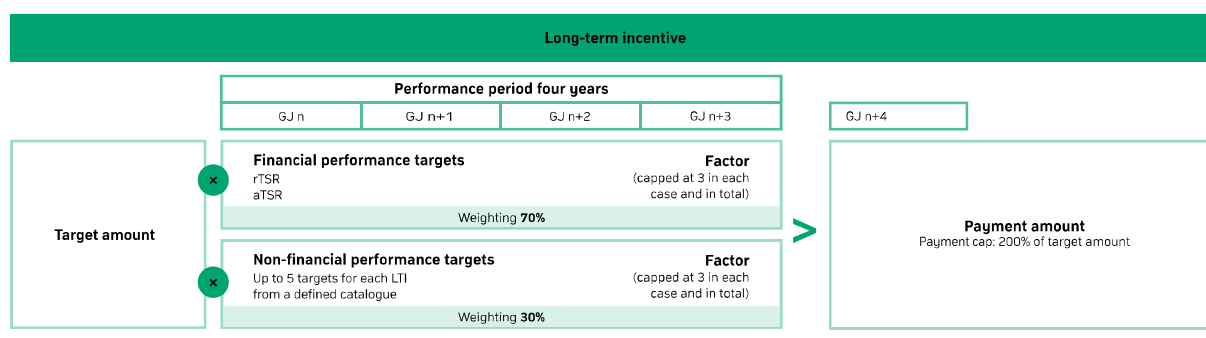 Long-term incentive
Performance period four years
GJ n
GJ n+1
GJ n+2
GJ n+3
GJ n+4
Target amount
×
Financial performance targets
rTSR
aTSR
Factor
(capped at 3 in each
case and in total)
Weighting 70%
×
Non-financial performance targets
Up to 5 targets for each LTI
from a defined catalogue
Factor
(capped at 3 in each
case and in total)
Weighting 30%
>
Payment amount
Payment cap: 200% of target amount